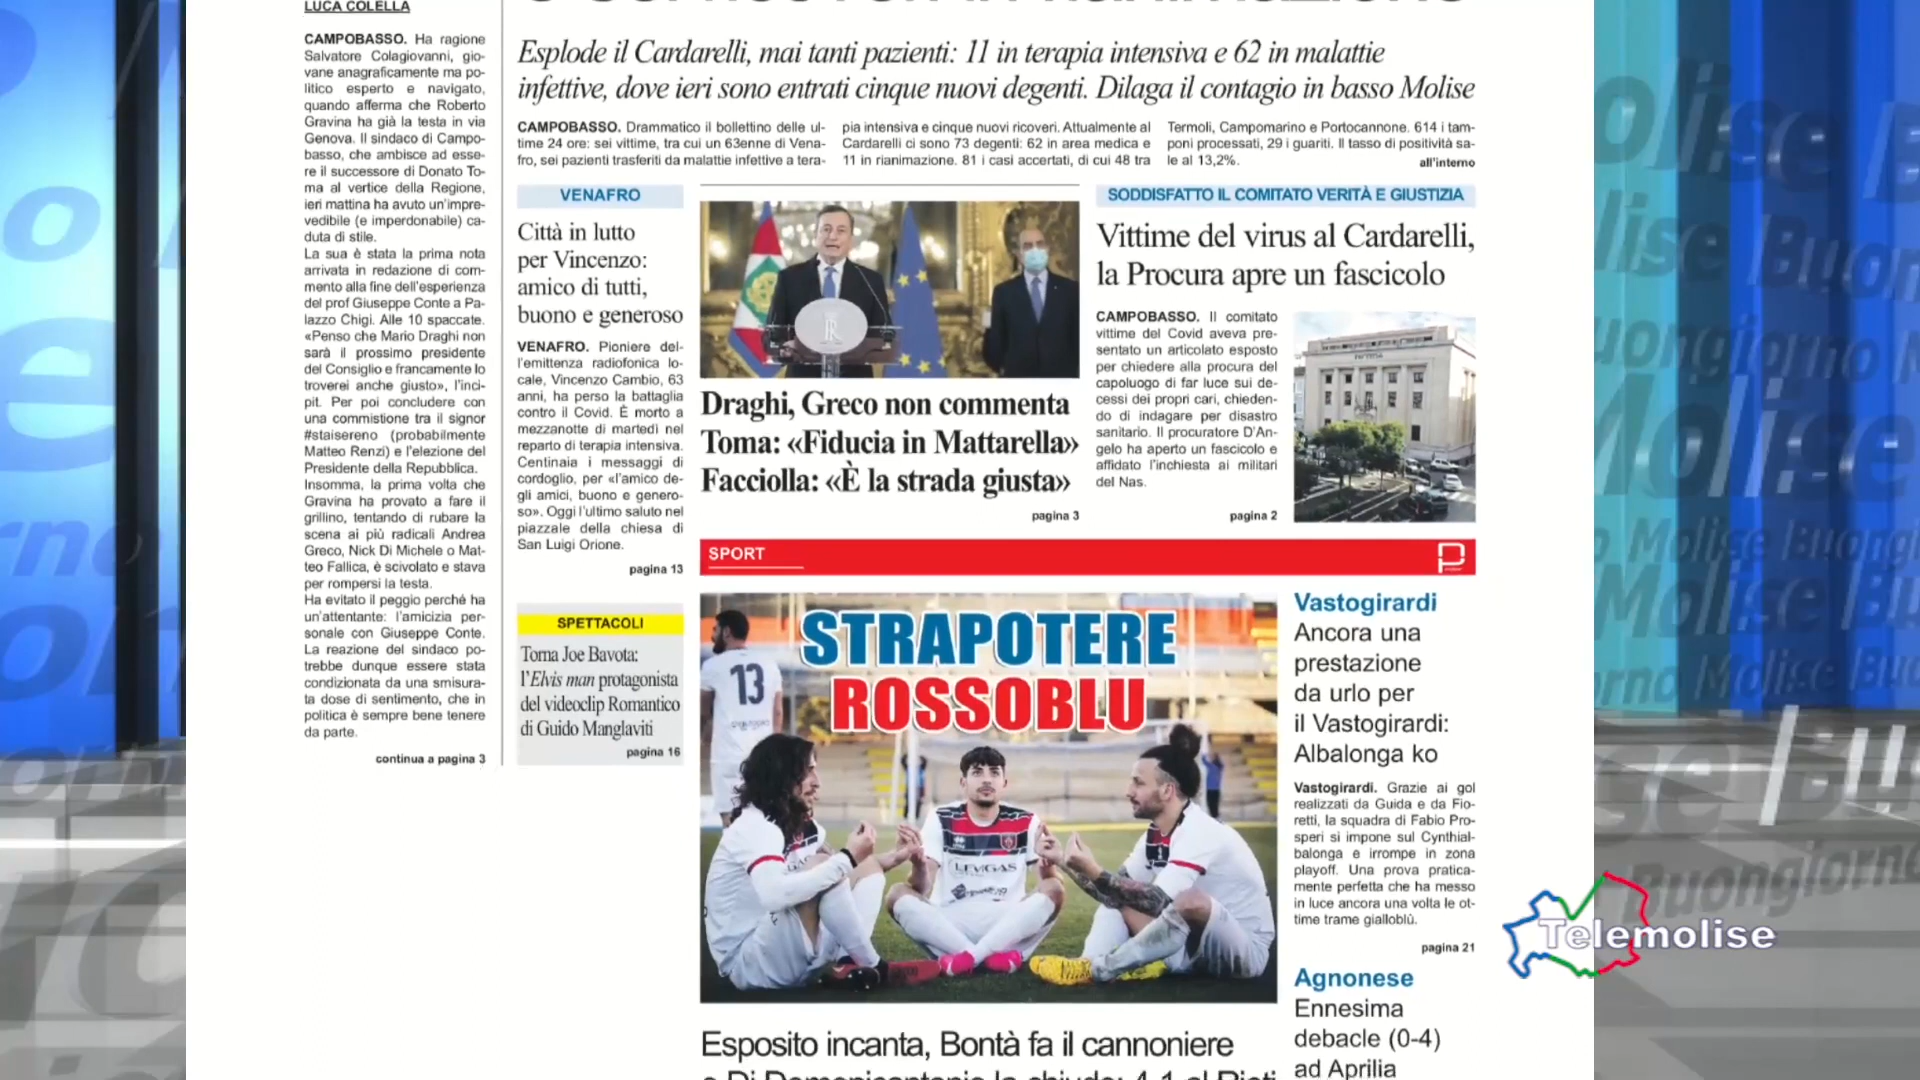 LUCA COLELLA
CAMPOBASSO. Ha ragione
Salvatore Colagiovanni, gio-
vane anagraficamente ma po-
litico esperto e navigato,
quando afferma che Roberto
Gravina ha già la testa in via
Genova. Il sindaco di Campo-
basso, che ambisce ad esse-
re il successore di Donato To-
ma al vertice della Regione,
ieri mattina ha avuto un'impre-
vedibile (e imperdonabile) ca-
duta di stile.
La sua è stata la prima nota
arrivata in redazione di com-
mento alla fine dell'esperienza
del prof Giuseppe Conte a Pa-
lazzo Chigi. Alle 10 spaccate.
«Penso che Mario Draghi non
sarà il prossimo presidente
del Consiglio e francamente lo
troverei anche giusto», l'inci-
pit. Per poi concludere con
una commistione tra il signor
#staisereno (probabilmente
Matteo Renzi) e l'elezione del
Presidente della Repubblica.
Insomma, la prima volta che
Gravina ha provato a fare il
grillino, tentando di rubare la
scena ai più radicali Andrea
Greco, Nick Di Michele o Mat-
teo Fallica, è scivolato e stava
per rompersi la testa.
Ha evitato il peggio perché ha
un'attentante: l'amicizia per-
sonale con Giuseppe Conte.
La reazione del sindaco po-
trebbe dunque essere stata
condizionata da una smisura-
ta dose di sentimento, che in
politica è sempre bene tenere
da parte.
continua a pagina 3
Esplode il Cardarelli, mai tanti pazienti: 11 in terapia intensiva e 62 in malattie
infettive, dove ieri sono entrati cinque nuovi degenti. Dilaga il contagio in basso Molise
CAMPOBASSO. Drammatico il bollettino delle ul-
time 24 ore: sei vittime, tra cui un 63enne di Vena-
fro, sei pazienti trasferiti da malattie infettive a tera-
pia intensiva e cinque nuovi ricoveri. Attualmente al
Cardarelli ci sono 73 degenti: 62 in area medica e
11 in rianimazione. 81 i casi accertati, di cui 48 tra
Termoli, Campomarino e Portocannone. 614 i tam-
poni processati, 29 i guariti. Il tasso di positività sa-
le al 13,2%.
all'interno
VENAFRO
Città in lutto
per Vincenzo:
amico di tutti,
buono e generoso
VENAFRO. Pioniere del-
l'emittenza radiofonica lo-
cale, Vincenzo Cambio, 63
anni, ha perso la battaglia
contro il Covid. È morto a
mezzanotte di martedì nel
reparto di terapia intensiva.
Centinaia i messaggi di
cordoglio, per «l'amico de-
gli amici, buono e genero-
so». Oggi l'ultimo saluto nel
piazzale della chiesa di
San Luigi Orione.
pagina 13
SPETTACOLI
Torna Joe Bavota:
l'Elvis man protagonista
del videoclip Romantico
di Guido Manglaviti
pagina 16
Draghi, Greco non commenta
Toma: «Fiducia in Mattarella»
Facciolla: «È la strada giusta»
pagina 3
SODDISFATTO IL COMITATO VERITÀ E GIUSTIZIA
Vittime del virus al Cardarelli,
la Procura apre un fascicolo
CAMPOBASSO. Il comitato
vittime del Covid aveva pre-
sentato un articolato esposto
per chiedere alla procura del
capoluogo di far luce sui de-
cessi dei propri cari, chieden-
do di indagare per disastro
sanitario. Il procuratore D'An-
gelo ha aperto un fascicolo e
affidato l'inchiesta ai militari
del Nas.
pagina 2
SPORT
STRAPOTERE
ROSSOBLU
13
LEVIGAS
Esposito incanta, Bontà fa il cannoniere
e Di Domenicantonio la chiude: 4-1 al Rieti
Vastogirardi
Ancora una
prestazione
da urlo per
il Vastogirardi:
Albalonga ko
Vastogirardi. Grazie ai gol
realizzati da Guida e da Fio-
retti, la squadra di Fabio Pro-
speri si impone sul Cynthial-
balonga e irrompe in zona
playoff. Una prova pratica-
mente perfetta che ha messo
in luce ancora una volta le ot-
time trame gialloblù.
pagina 21
Agnonese
Ennesima
debacle (0-4)
ad Aprilia
Telemolise
Buongiorno Molise